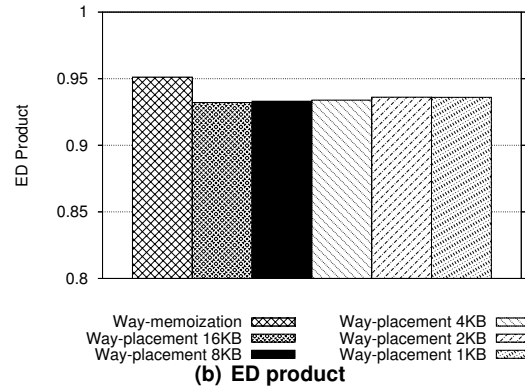 1
0.95
0.9
0.85
0.8
ED Product
Way-memoization
Way-placement 16KB
Way-placement 8KB
Way-placement 4KB
Way-placement 2KB
Way-placement 1KB
(b) ED product